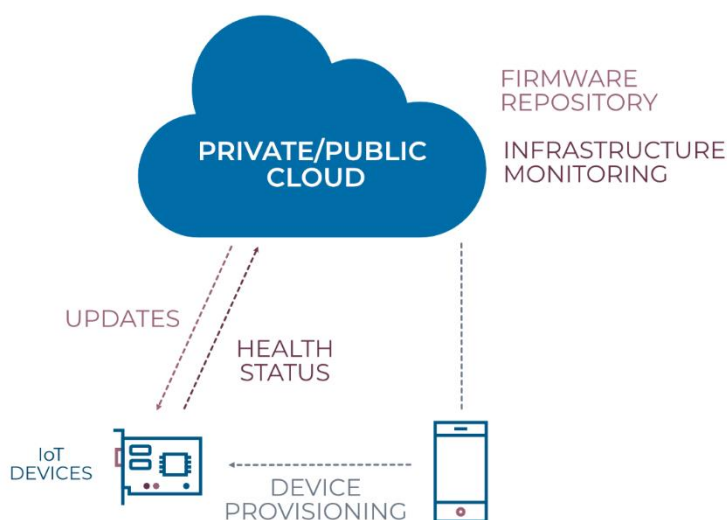 FIRMWARE
REPOSITORY
PRIVATE/PUBLIC
CLOUD
INFRASTRUCTURE
MONITORING
UPDATES
HEALTH
STATUS
IoT
DEVICES
DEVICE
PROVISIONING